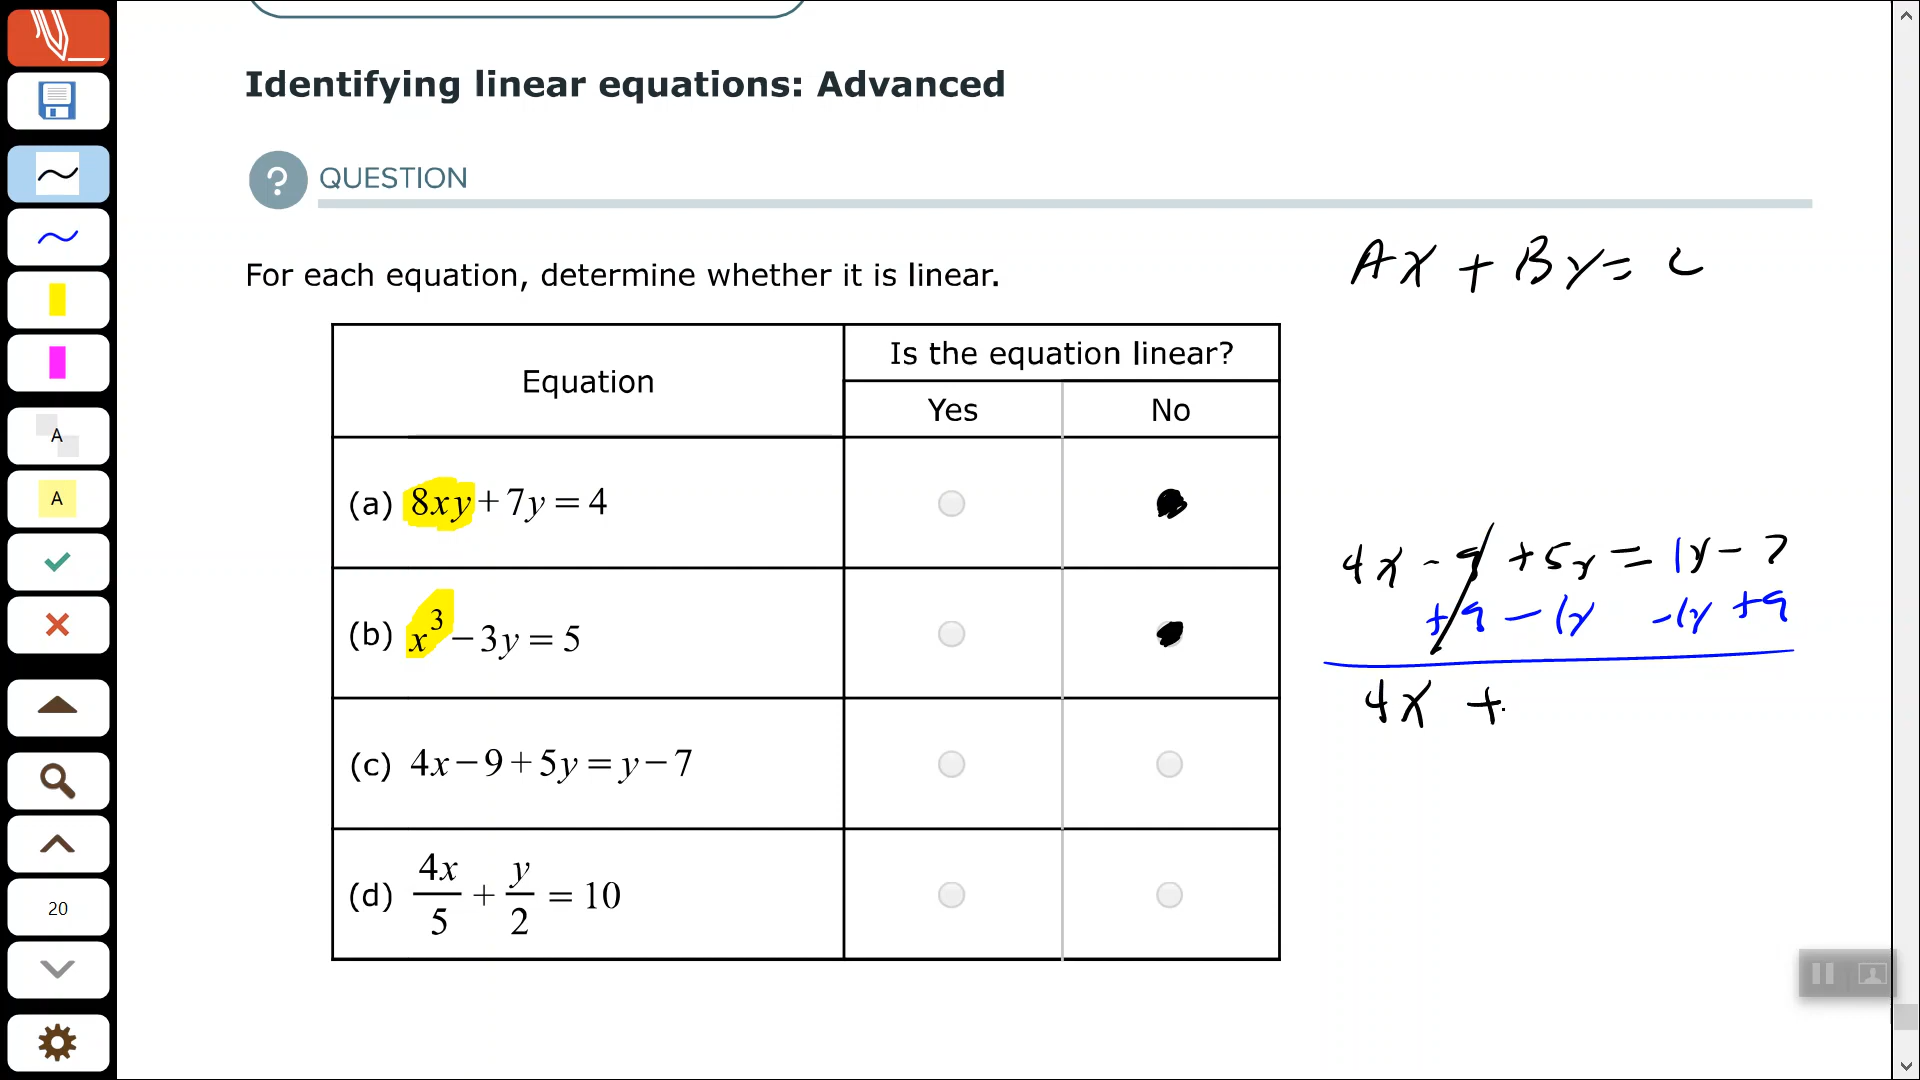 Identifying linear equations: Advanced
? QUESTION
For each equation, determine whether it is linear.
Ax + By = C
Equation
Is the equation linear?
Yes No
(a) 8xy + 7y = 4
(b) x³ − 3y = 5
(c) 4x − 9 + 5y = y − 7
(d) 4x/5 + y/2 = 10
4x - 9 + 5y = 1y - 7
+9 - 1y -1y +9
4x +
A
A
20